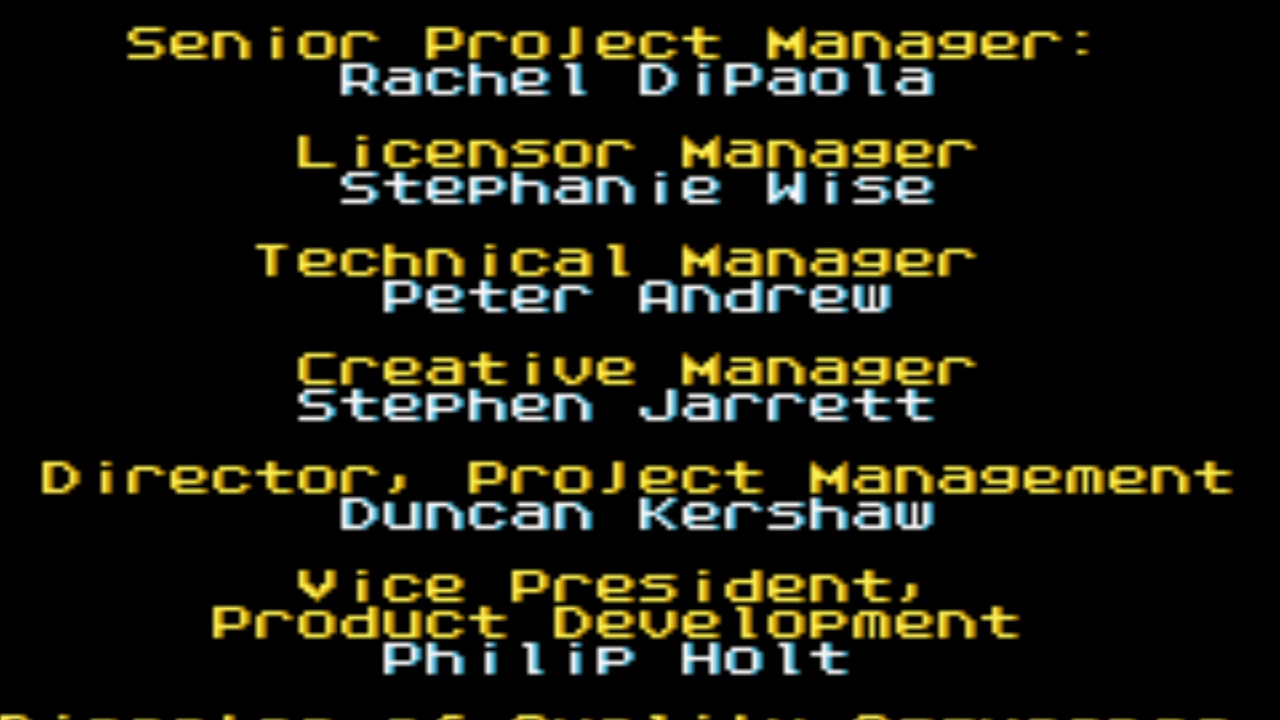 Senior Project Manager:
Rachel DiPaola
Licensor Manager
Stephanie Wise
Technical Manager
Peter Andrew
Creative Manager
Stephen Jarrett
Director, Project Management
Duncan Kershaw
Vice President,
Product Development
Philip Holt